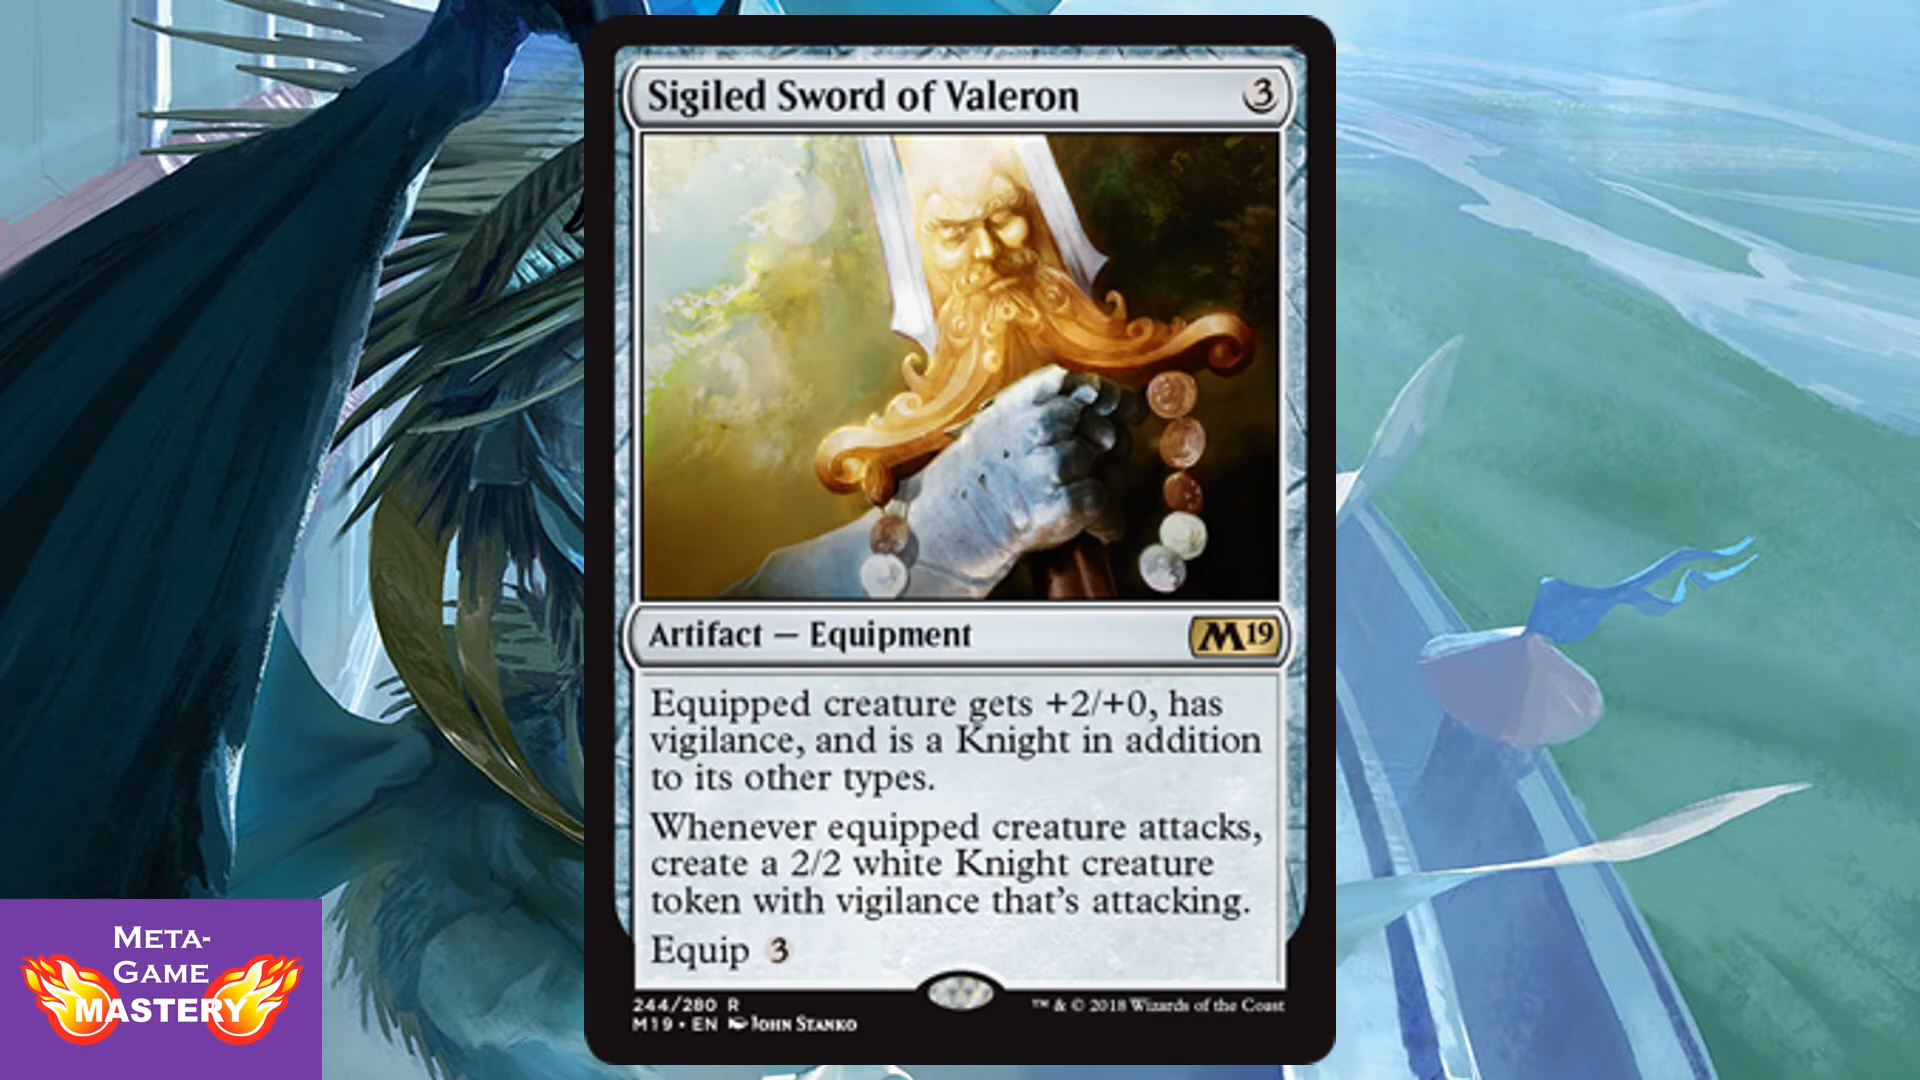 Sigiled Sword of Valeron 3
Artifact — Equipment M19
Equipped creature gets +2/+0, has
vigilance, and is a Knight in addition
to its other types.
Whenever equipped creature attacks,
create a 2/2 white Knight creature
token with vigilance that's attacking.
Equip 3
244/280 R
M19 • EN John Stanko
™ & © 2018 Wizards of the Coast
META-
GAME
MASTERY